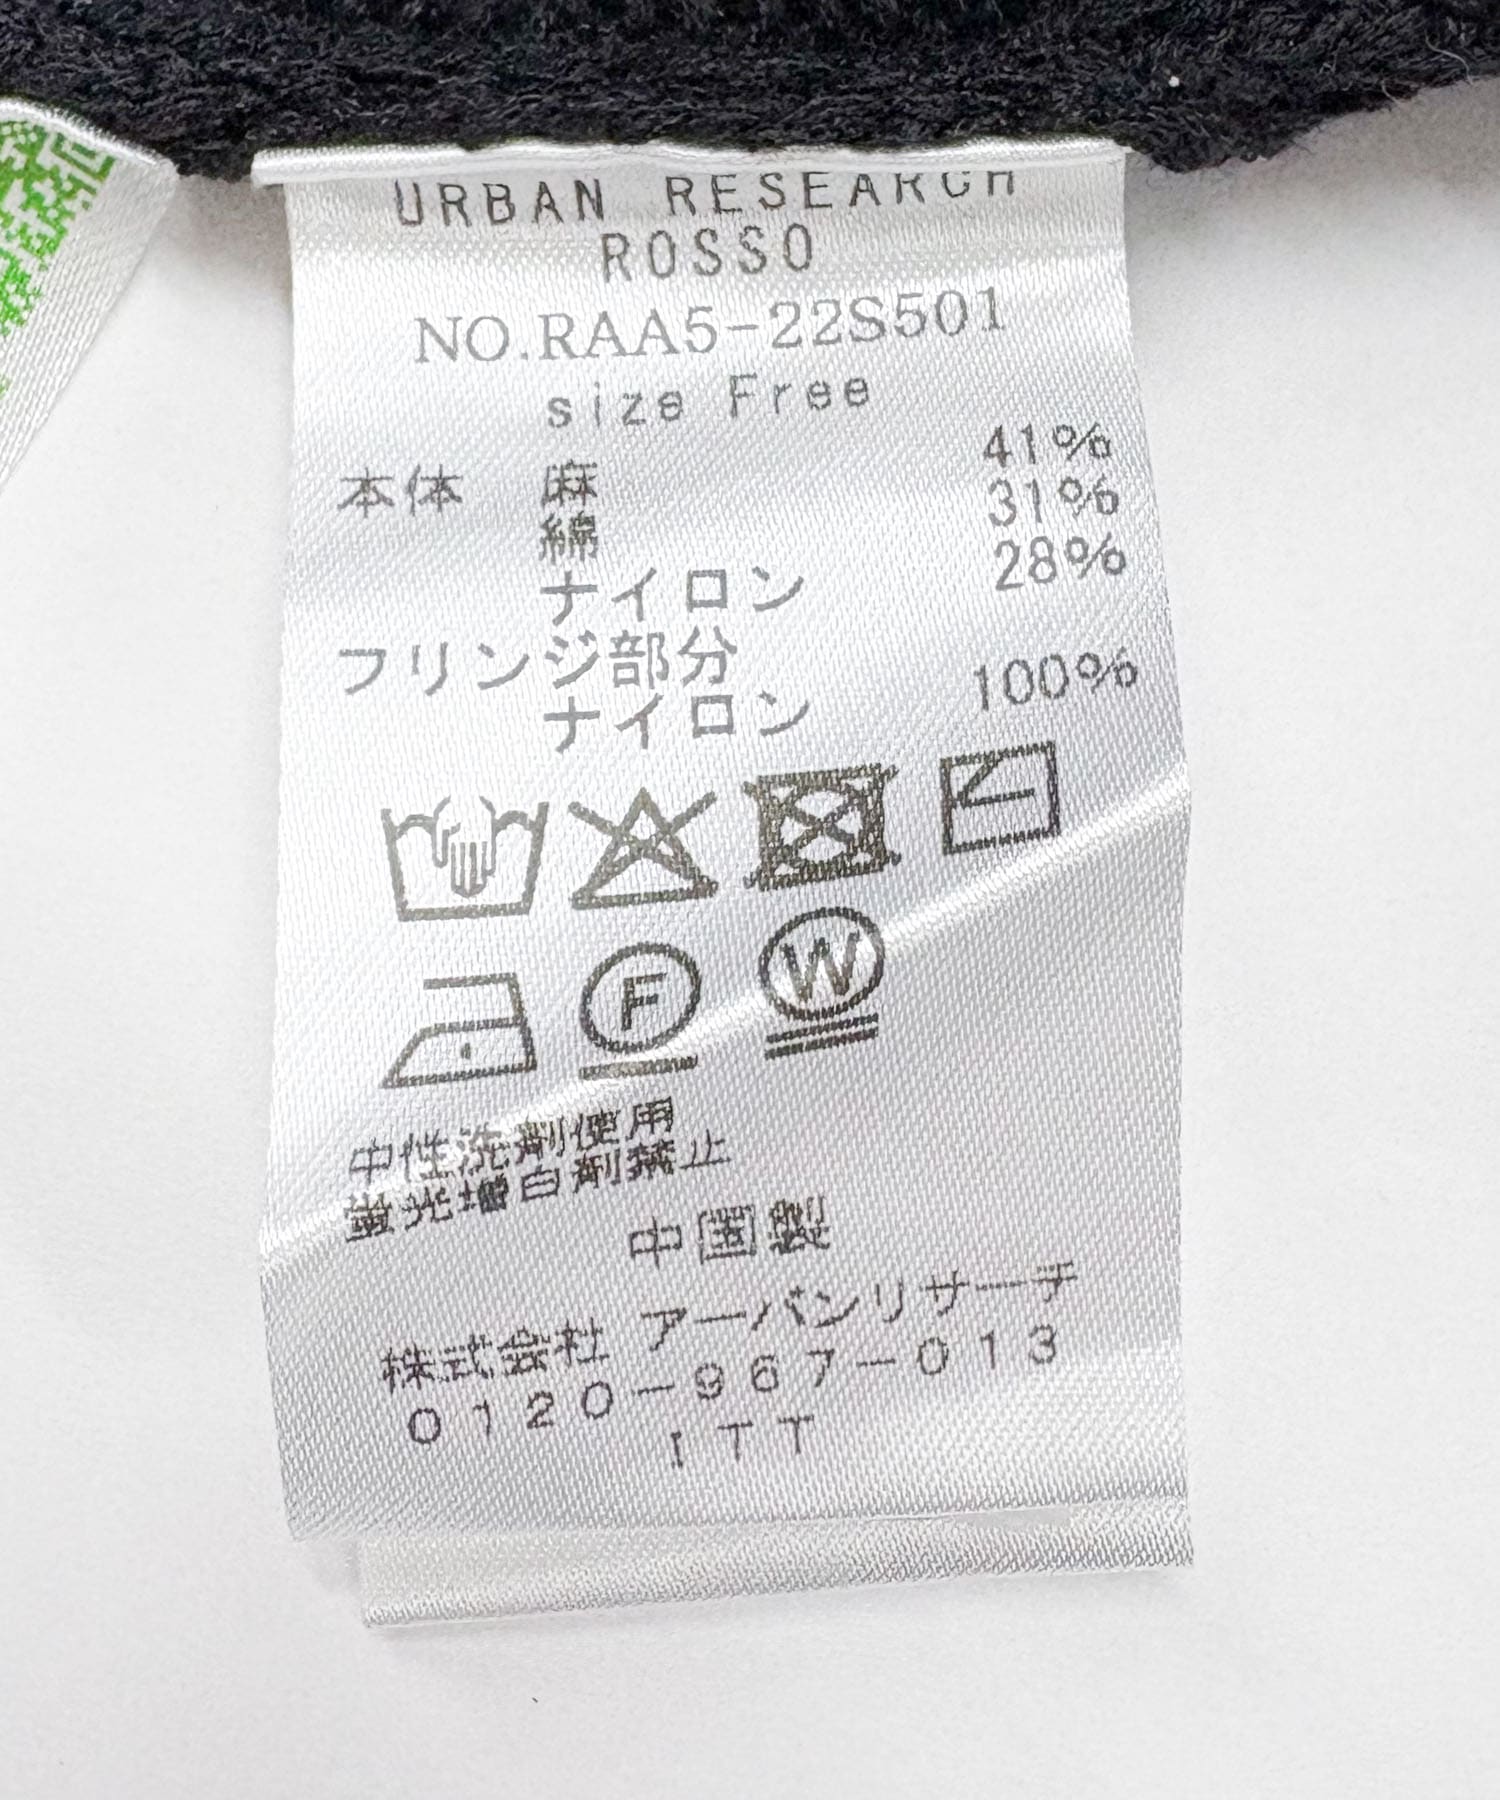 URBAN RESEARCH
ROSSO
NO.RAA5-22S501
size Free
本体 麻 41%
綿 31%
ナイロン 28%
フリンジ部分
ナイロン 100%
F
W
中性洗剤使用
蛍光増白剤禁止
中国製
株式会社 アーバンリサーチ
0120-967-013
ITT